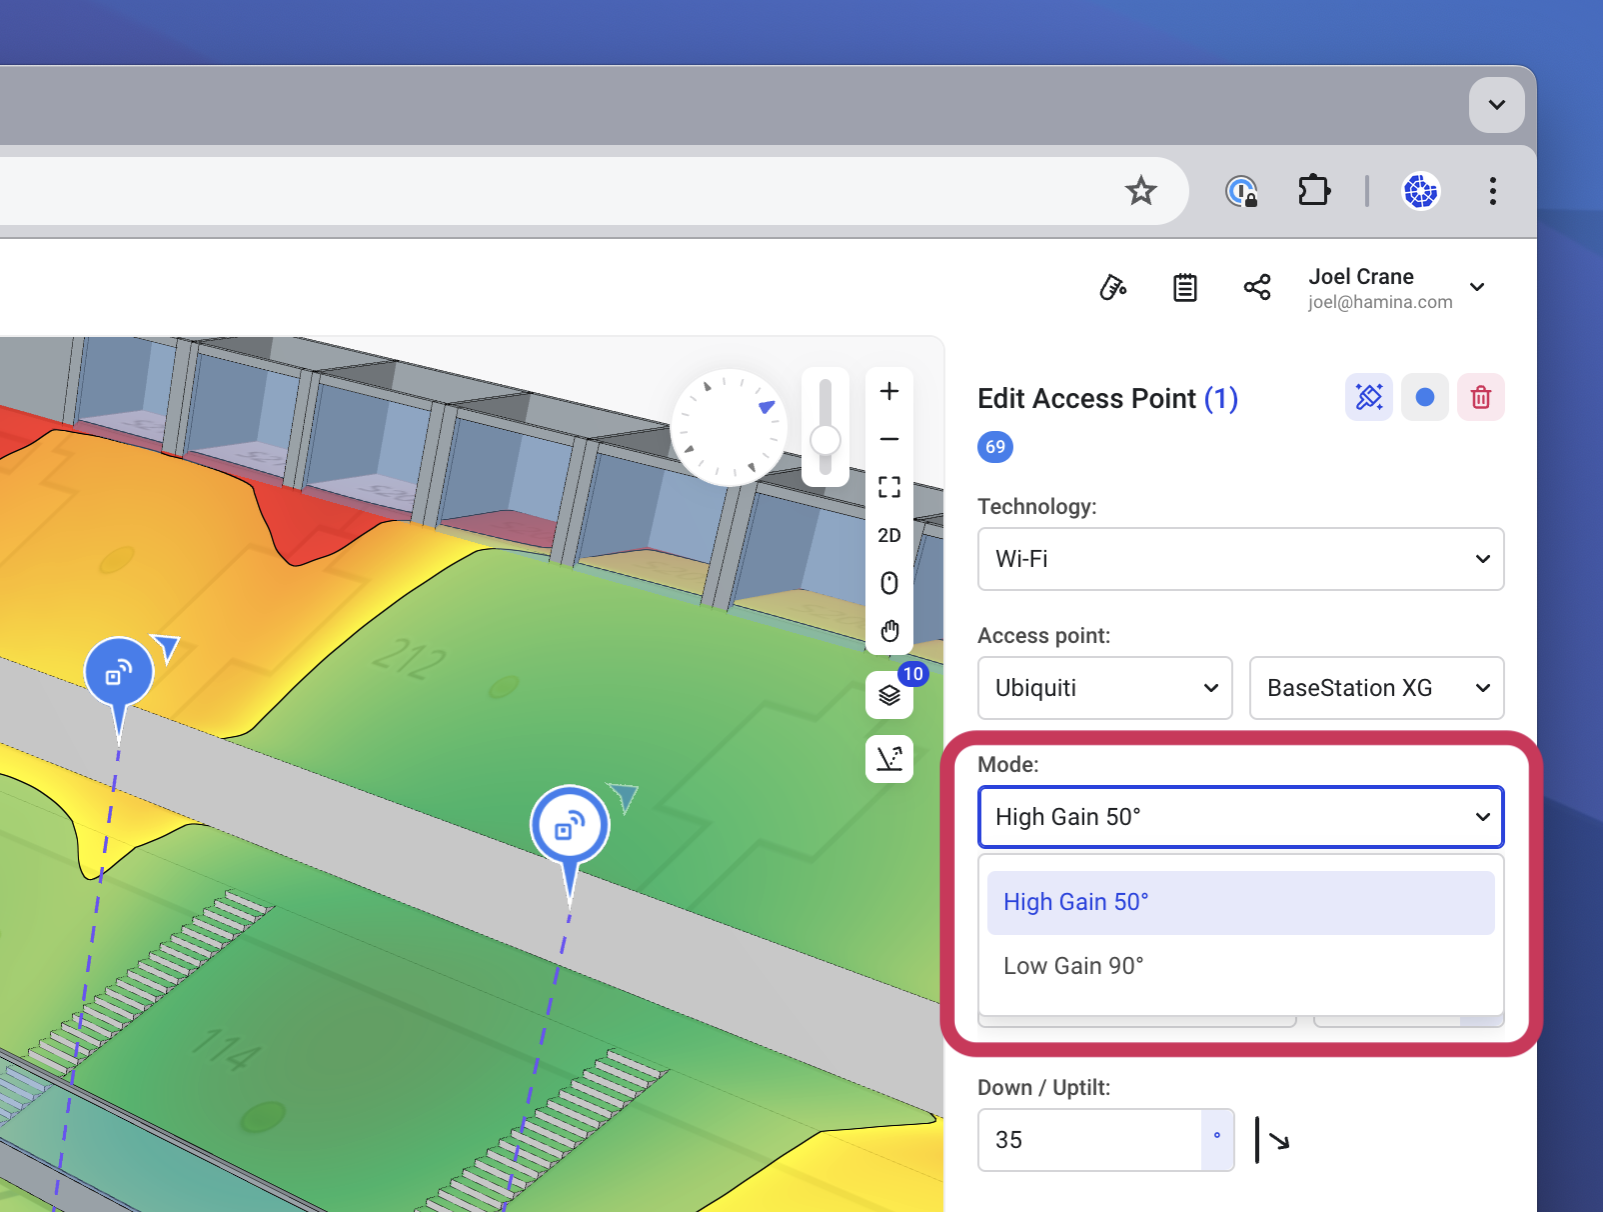 Joel Crane
joel@hamina.com
Edit Access Point (1)
69
Technology:
Wi-Fi
2D
Access point:
Ubiquiti
BaseStation XG
10
Mode:
High Gain 50°
High Gain 50°
Low Gain 90°
Down / Uptilt:
35 °
212
114